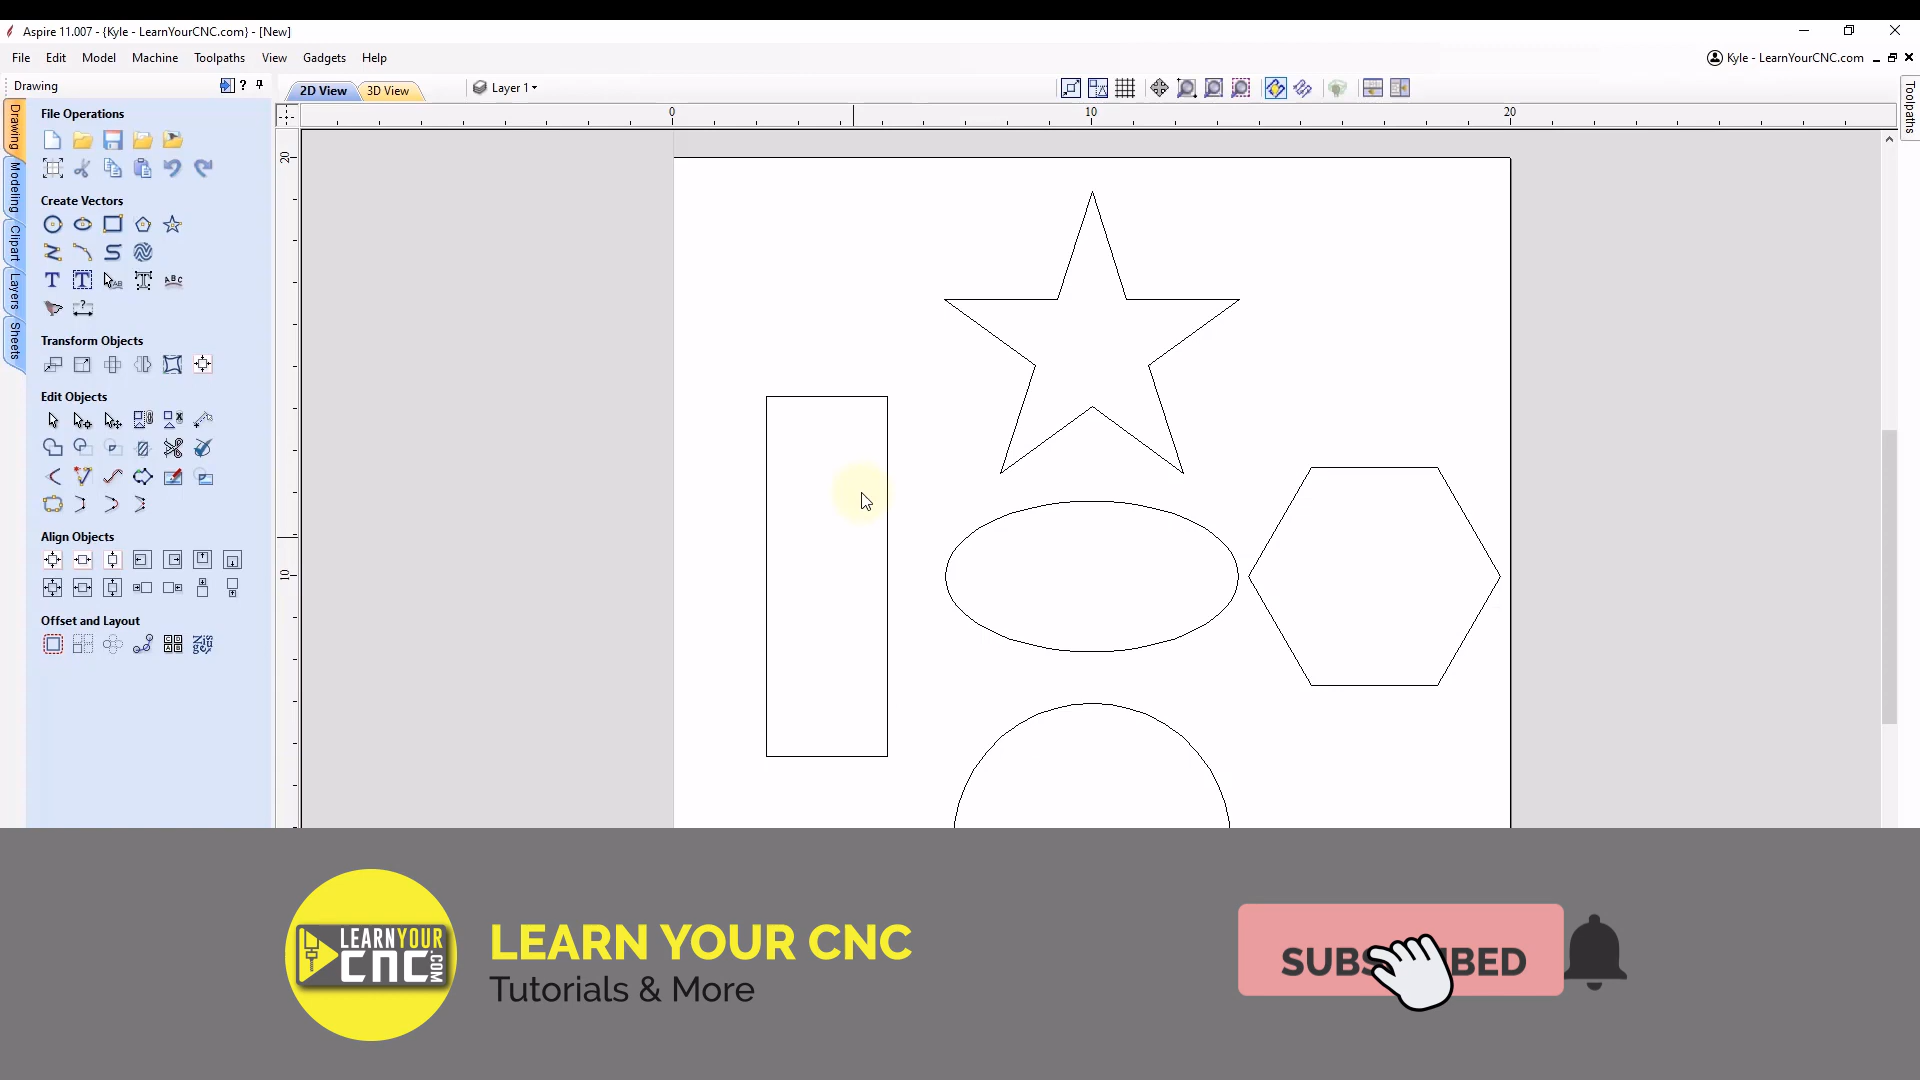 Aspire 11.007 - {Kyle - LearnYourCNC.com} - [New]
File Edit Model Machine Toolpaths View Gadgets Help
Kyle - LearnYourCNC.com
Drawing
?
2D View
3D View
Layer 1
Toolpaths
Drawing
Modeling
Clipart
Layers
Sheets
File Operations
Create Vectors
Transform Objects
Edit Objects
Align Objects
Offset and Layout
0
10
20
20
10
LEARNYOUR
CNC
.COM
LEARN YOUR CNC
Tutorials & More